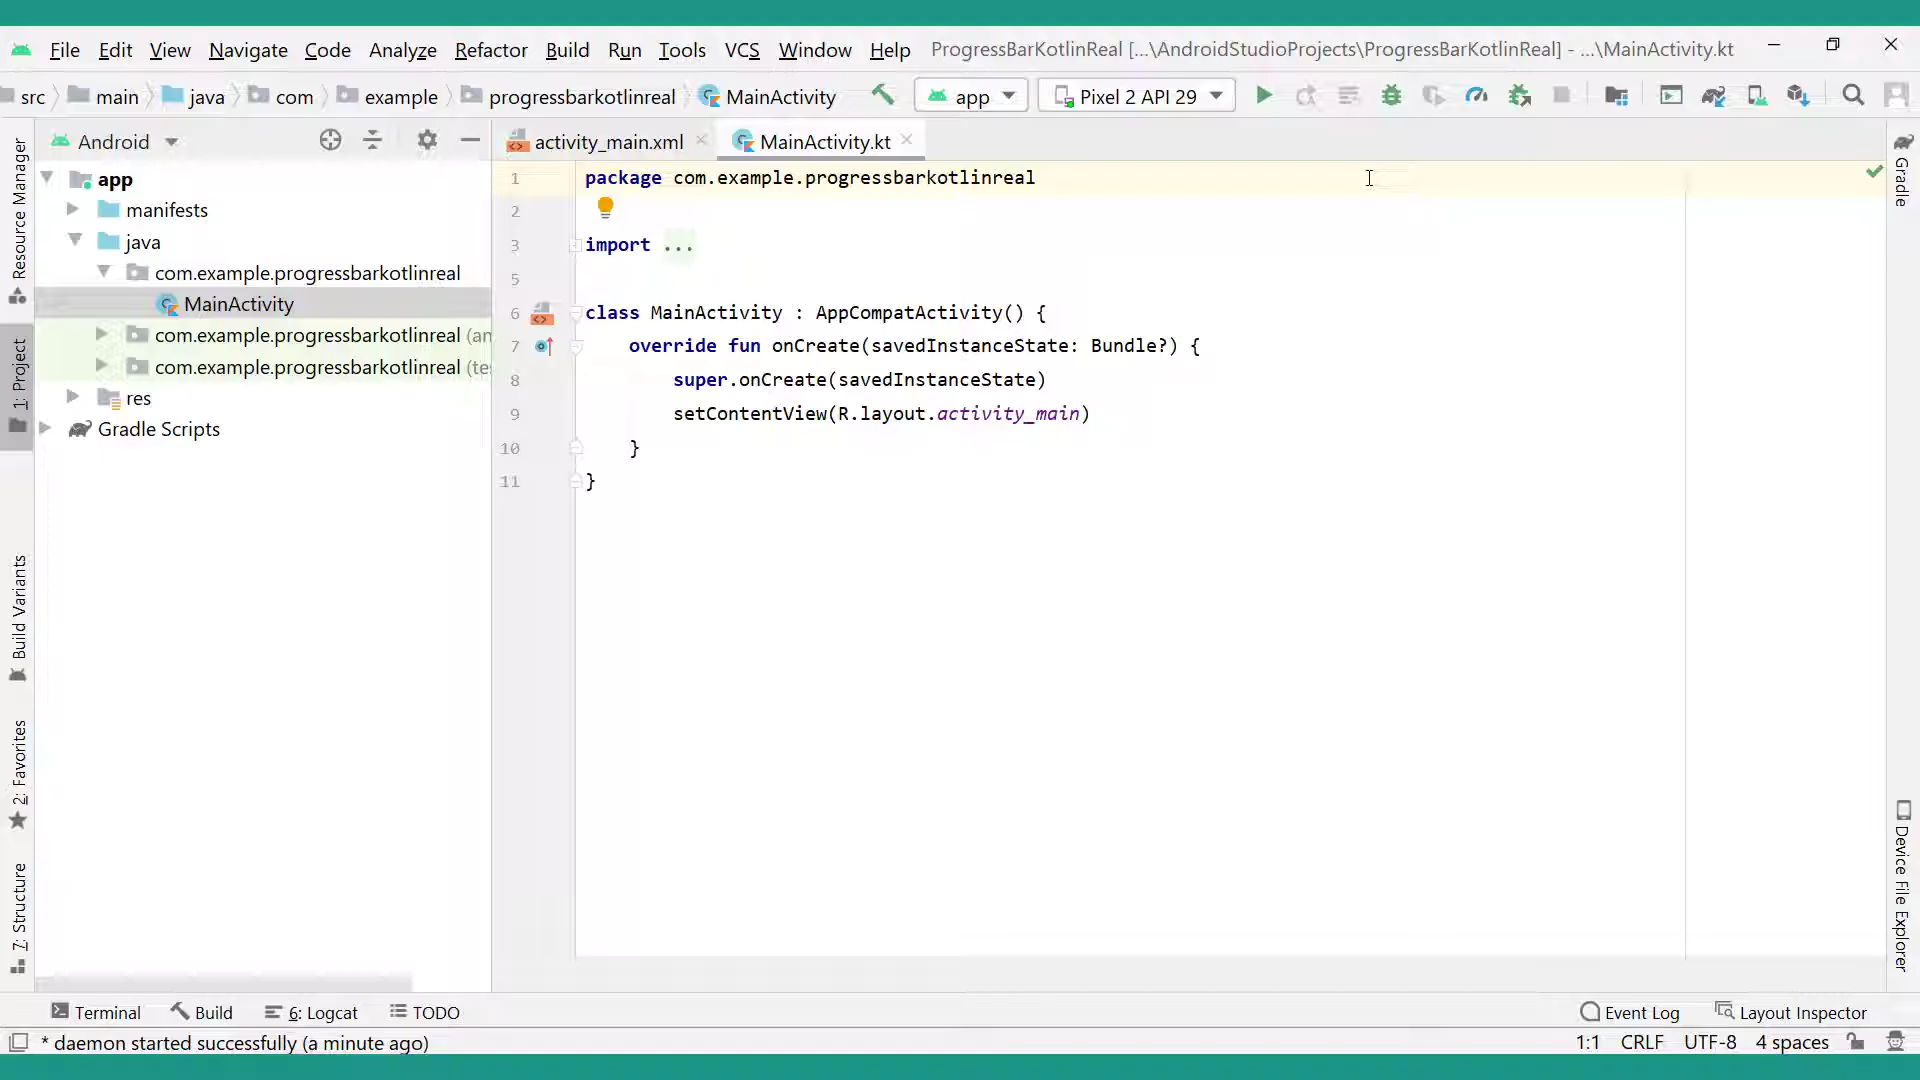 File Edit View Navigate Code Analyze Refactor Build Run Tools VCS Window Help ProgressBarKotlinReal [...\AndroidStudioProjects\ProgressBarKotlinReal] - ...\MainActivity.kt
src main java com example progressbarkotlinreal MainActivity app Pixel 2 API 29
Android
activity_main.xml MainActivity.kt
app
manifests
java
com.example.progressbarkotlinreal
MainActivity
com.example.progressbarkotlinreal (an
com.example.progressbarkotlinreal (tes
res
Gradle Scripts
1 package com.example.progressbarkotlinreal
2
3 import ...
5
6 class MainActivity : AppCompatActivity() {
7 override fun onCreate(savedInstanceState: Bundle?) {
8 super.onCreate(savedInstanceState)
9 setContentView(R.layout.activity_main)
10 }
11 }
Resource Manager
1: Project
Build Variants
2: Favorites
7: Structure
Gradle
Device File Explorer
Terminal Build 6: Logcat TODO Event Log Layout Inspector
* daemon started successfully (a minute ago) 1:1 CRLF UTF-8 4 spaces